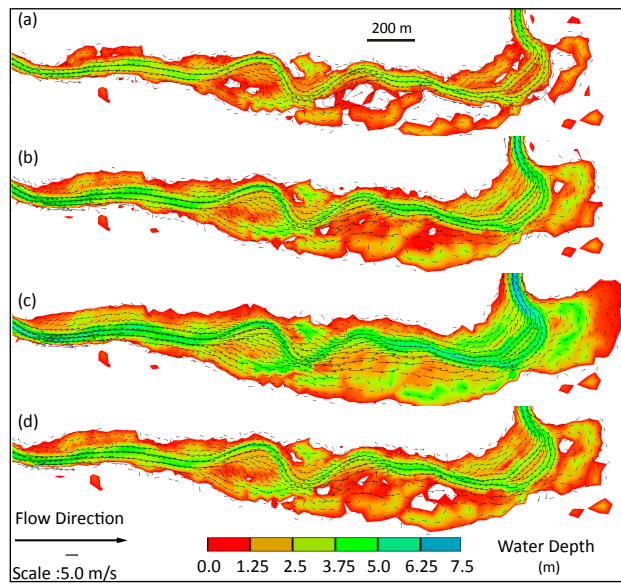 (a)
200 m
(b)
(c)
(d)
Flow Direction
Scale :5.0 m/s
0.0 1.25 2.5 3.75 5.0 6.25 7.5
Water Depth
(m)